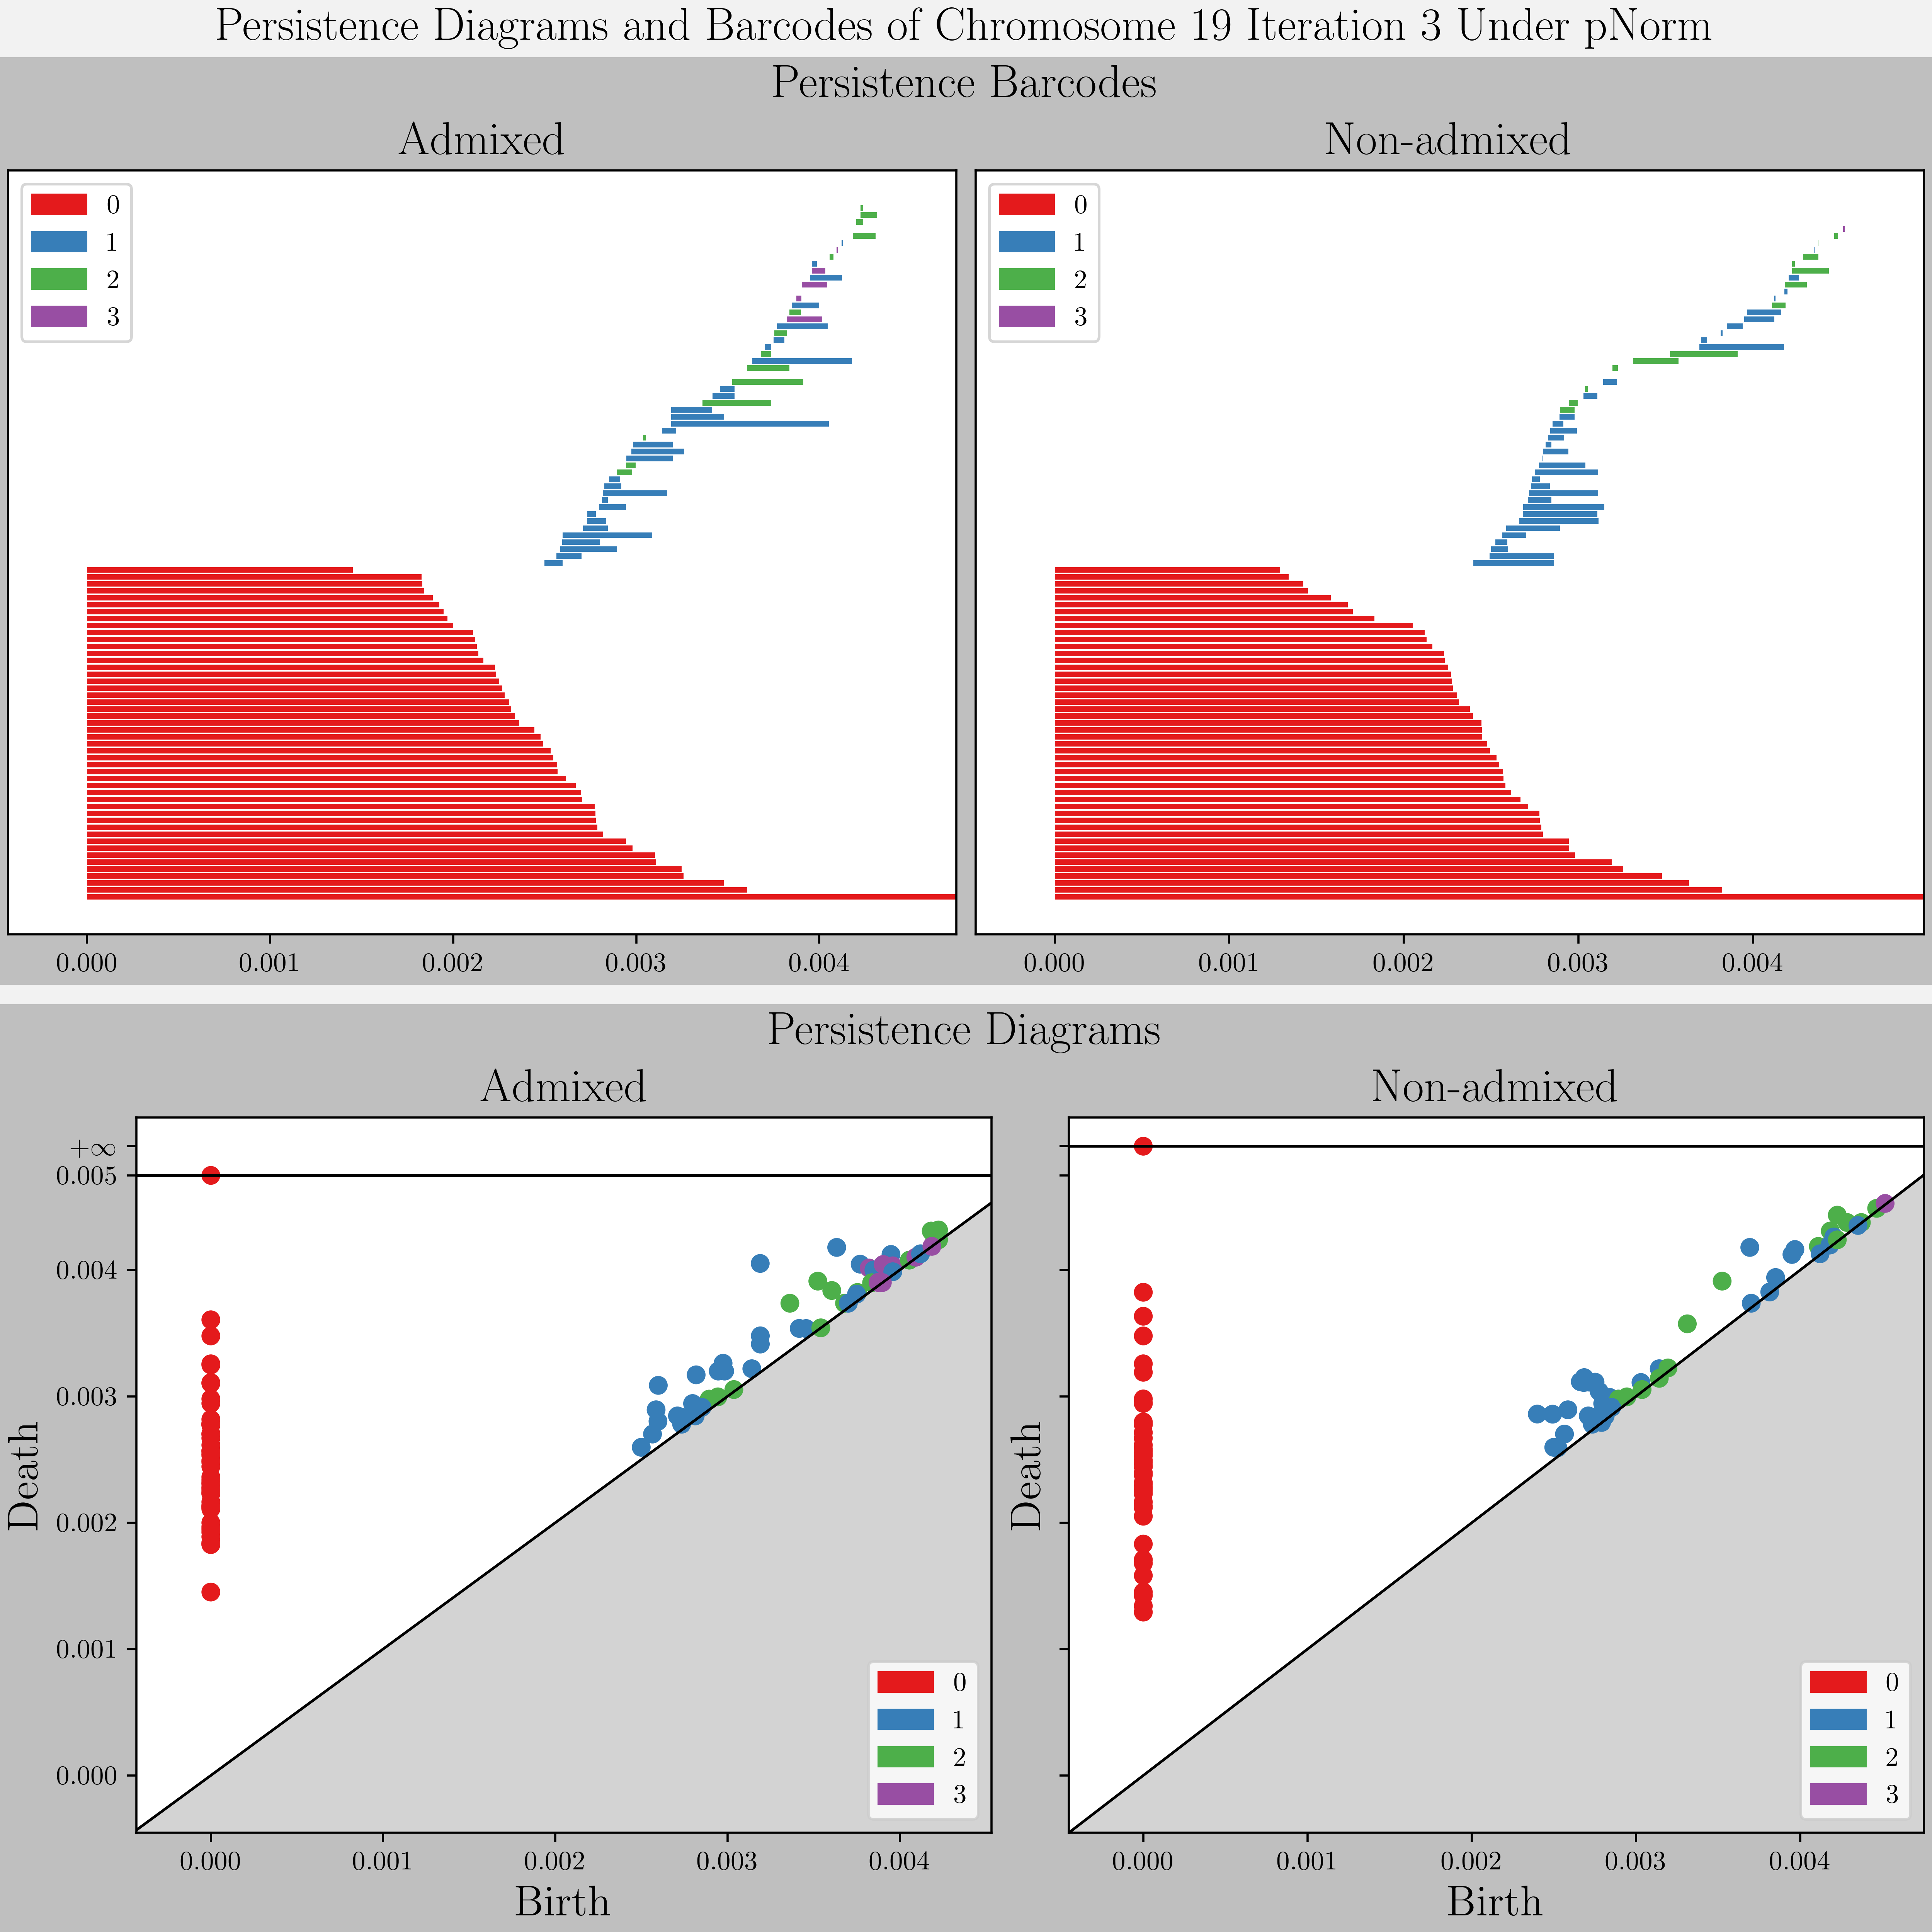 Persistence Diagrams and Barcodes of Chromosome 19 Iteration 3 Under pNorm
Persistence Barcodes
Admixed
0
1
2
3
0.000 0.001 0.002 0.003 0.004
Non-admixed
0
1
2
3
0.000 0.001 0.002 0.003 0.004
Persistence Diagrams
Admixed
Death
+∞
0.005
0.004
0.003
0.002
0.001
0.000
0
1
2
3
0.000 0.001 0.002 0.003 0.004
Birth
Non-admixed
Death
0
1
2
3
0.000 0.001 0.002 0.003 0.004
Birth